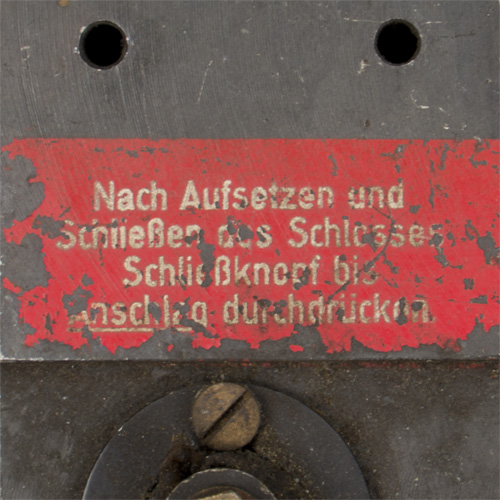 Nach Aufsetzen und
Schließen des Schlosses
Schließknopf bis
Anschlag durchdrücken.